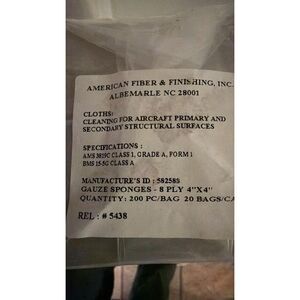 AMERICAN FIBER & FINISHING, INC.
ALBEMARLE NC 28001
CLOTHS:
CLEANING FOR AIRCRAFT PRIMARY AND
SECONDARY STRUCTURAL SURFACES
SPECIFICATIONS :
AMS 3819C CLASS 1, GRADE A, FORM 1
BMS 15-5G CLASS A
MANUFACTURE'S ID : 58258S
GAUZE SPONGES - 8 PLY 4"X4"
QUANTITY: 200 PC/BAG 20 BAGS/CA
REL : # 5438